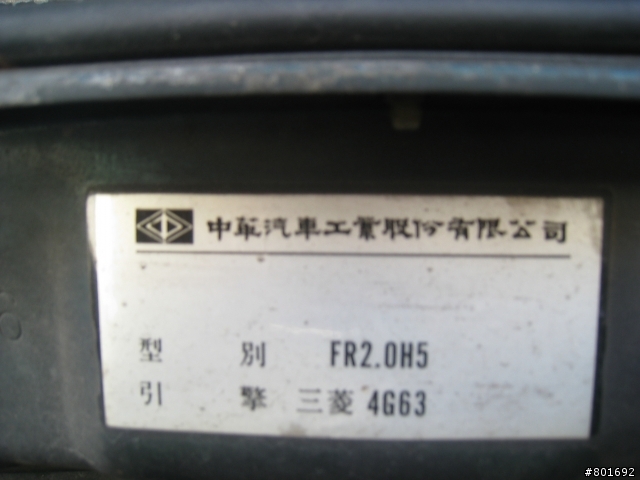 中華汽車工業股份有限公司
型 別 FR2.0H5
引 擎 三菱 4G63
#801692